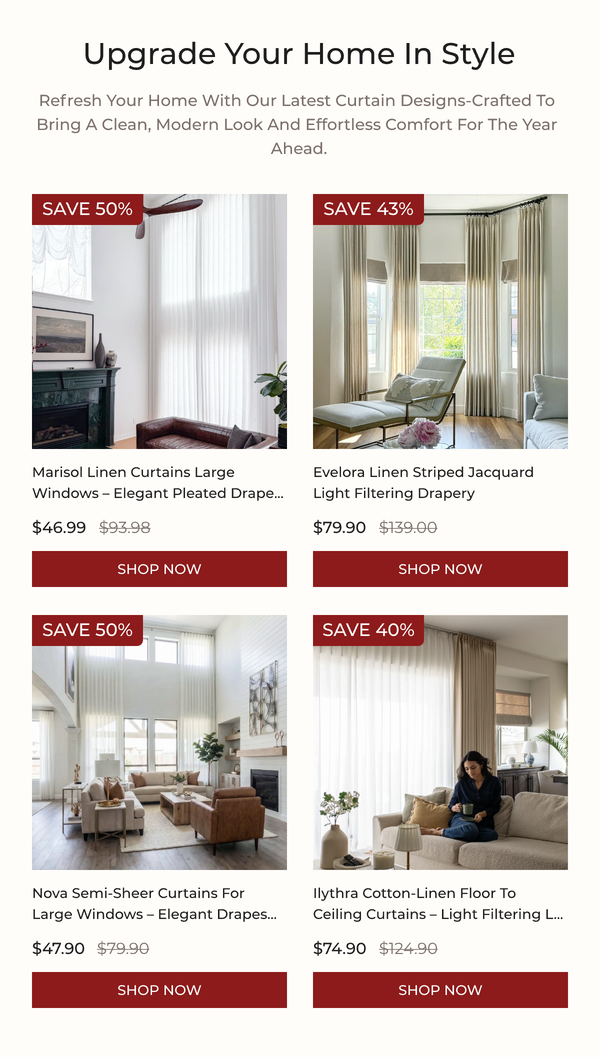 Upgrade Your Home In Style
Refresh Your Home With Our Latest Curtain Designs-Crafted To
Bring A Clean, Modern Look And Effortless Comfort For The Year
Ahead.
SAVE 50%
SAVE 43%
Marisol Linen Curtains Large
Windows – Elegant Pleated Drape...
Evelora Linen Striped Jacquard
Light Filtering Drapery
$46.99 $93.98
$79.90 $139.00
SHOP NOW
SHOP NOW
SAVE 50%
SAVE 40%
Nova Semi-Sheer Curtains For
Large Windows – Elegant Drapes...
Ilythra Cotton-Linen Floor To
Ceiling Curtains – Light Filtering L...
$47.90 $79.90
$74.90 $124.90
SHOP NOW
SHOP NOW